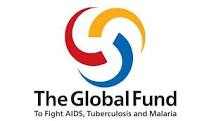 The Global Fund
To Fight AIDS, Tuberculosis and Malaria